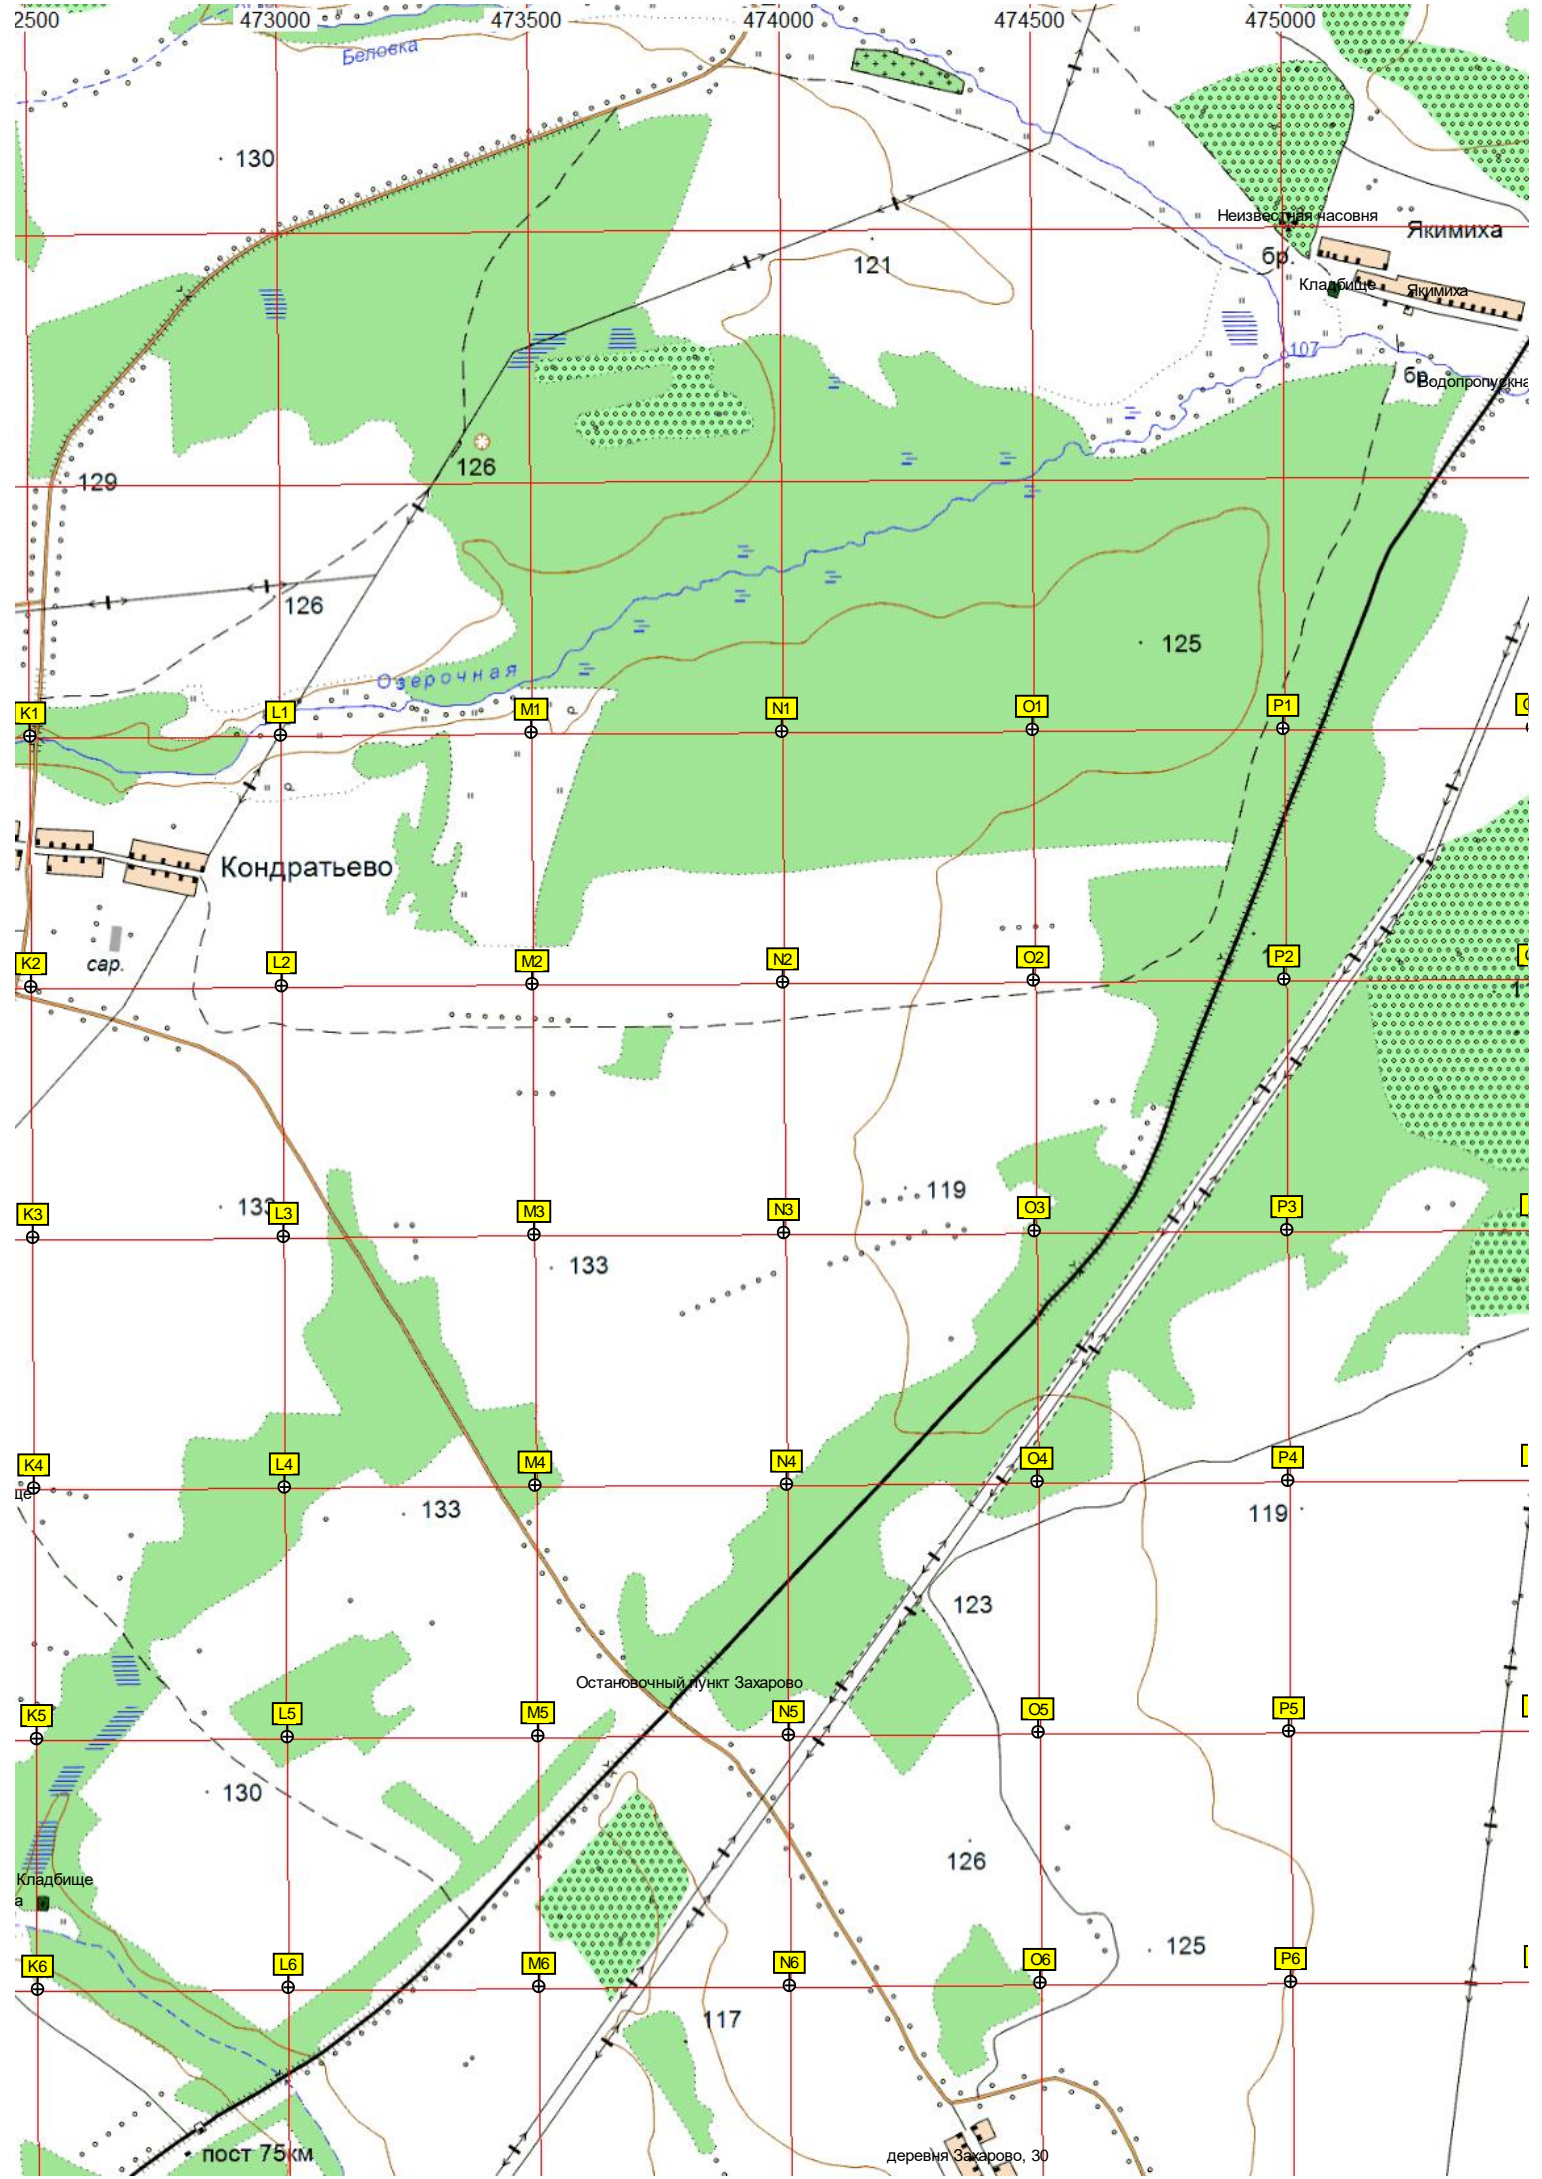 2500 473000 473500 474000 474500 475000
Беловка
130
Неизвестная часовня
Якимиха
бр.
121
Кладбище
Якимиха
107
бр.
Водопропускна
126
129
126
125
Озерочная
K1 L1 M1 N1 O1 P1
Кондратьево
сар.
K2 L2 M2 N2 O2 P2
119
133
K3 L3 M3 N3 O3 P3
133
K4 L4 M4 N4 O4 P4
ще
133
119
123
Остановочный пункт Захарово
K5 L5 M5 N5 O5 P5
130
126
Кладбище
а
125
K6 L6 M6 N6 O6 P6
117
пост 75км
деревня Захарово, 30